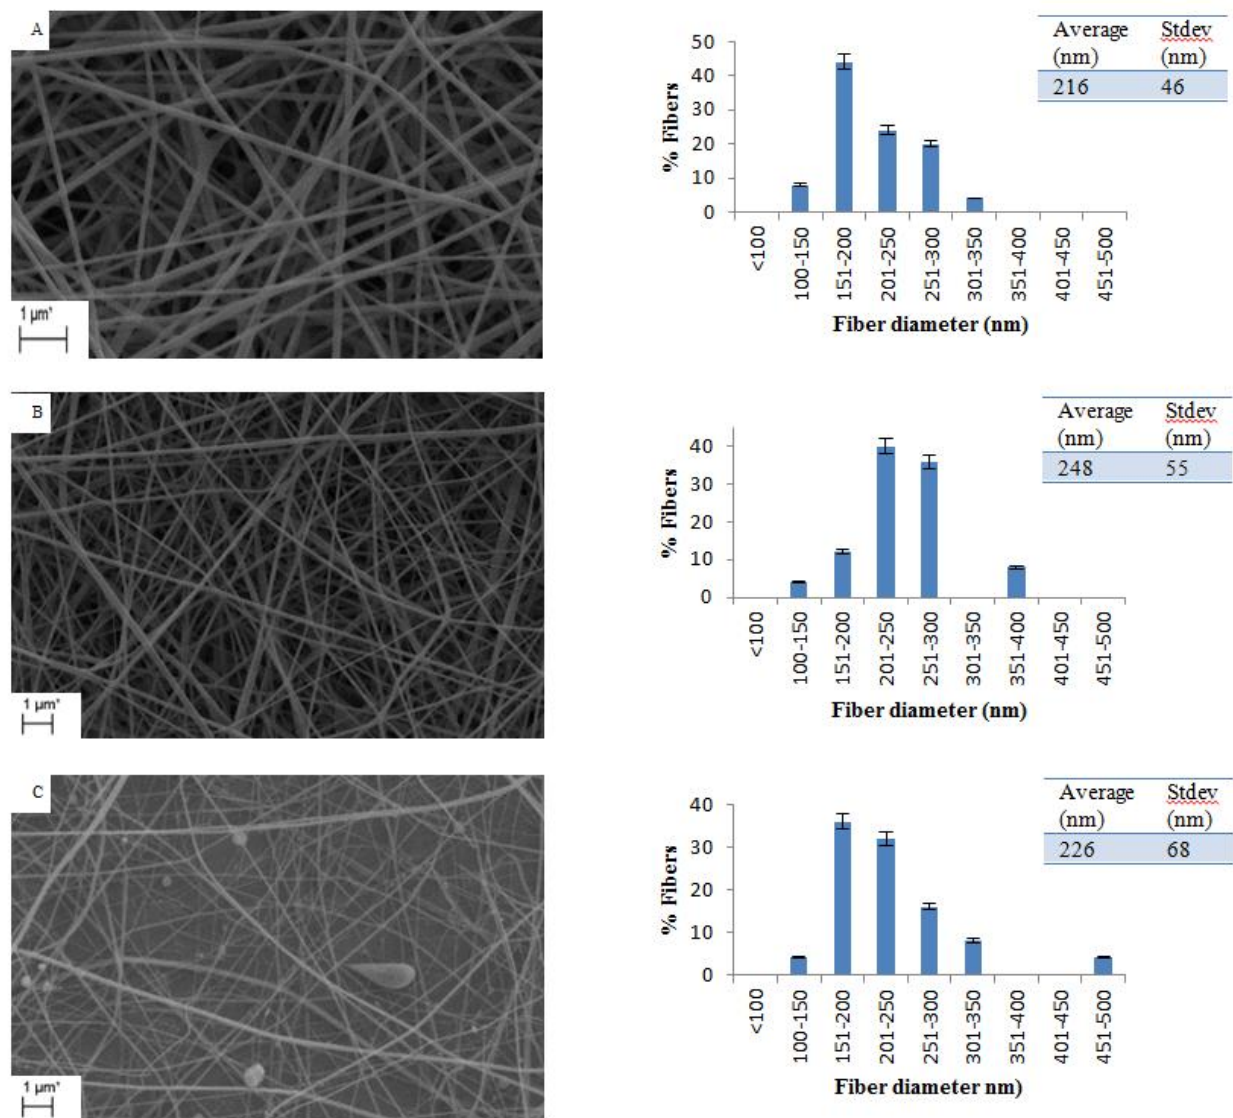 A
1 µm*
50
40
30
20
10
0
% Fibers
<100
100-150
151-200
201-250
251-300
301-350
351-400
401-450
451-500
Fiber diameter (nm)
Average Stdev
(nm) (nm)
216 46
B
1 µm*
40
30
20
10
0
% Fibers
<100
100-150
151-200
201-250
251-300
301-350
351-400
401-450
451-500
Fiber diameter (nm)
Average Stdev
(nm) (nm)
248 55
C
1 µm*
40
30
20
10
0
% Fibers
<100
100-150
151-200
201-250
251-300
301-350
351-400
401-450
451-500
Fiber diameter nm)
Average Stdev
(nm) (nm)
226 68